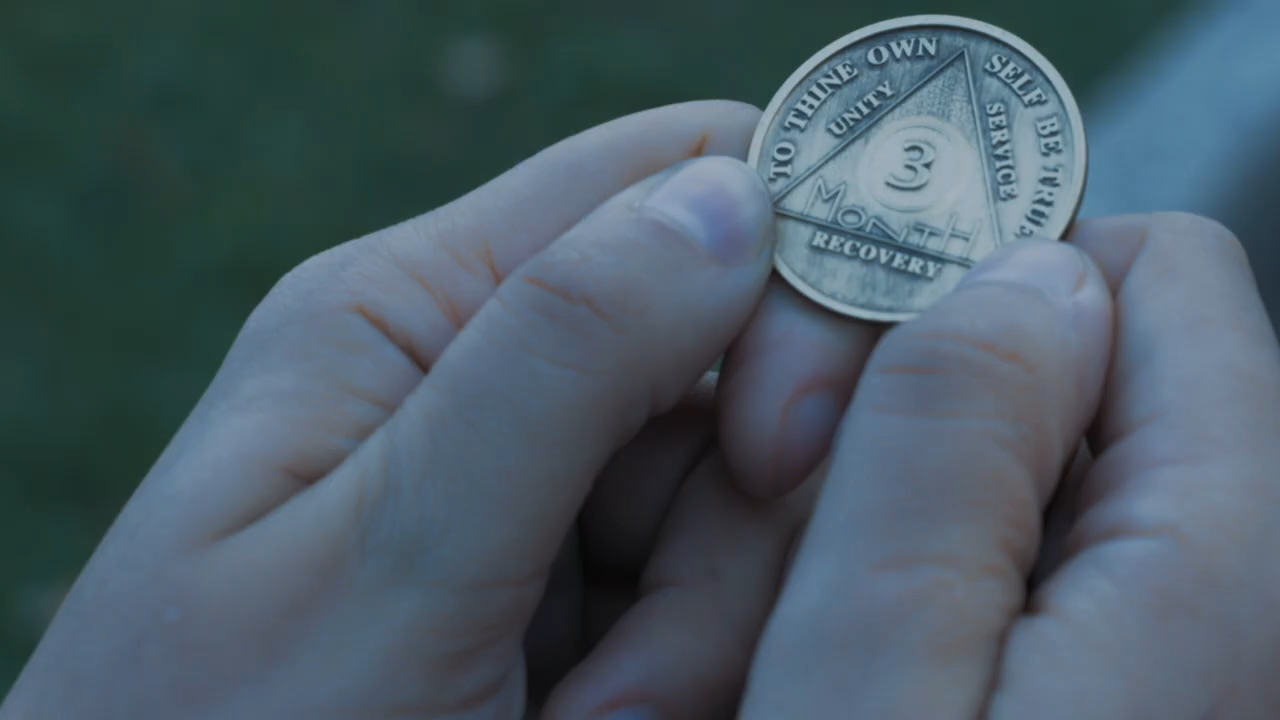 TO THINE OWN SELF BE TRUE
UNITY
SERVICE
3
MONTH
RECOVERY